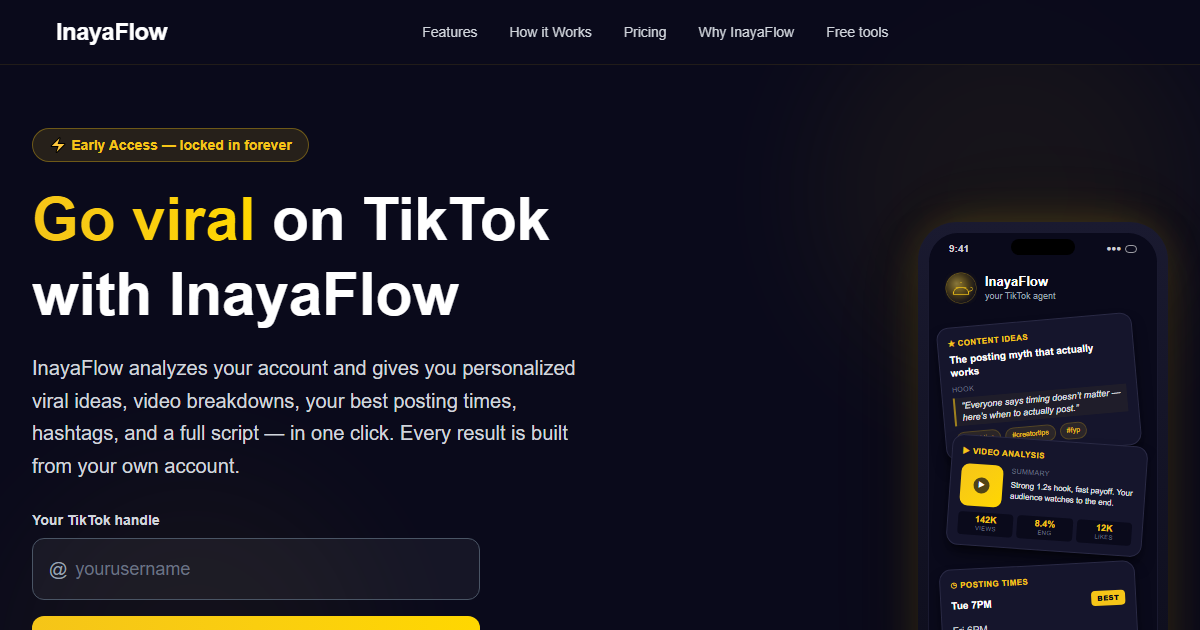 InayaFlow
Features
How it Works
Pricing
Why InayaFlow
Free tools
⚡ Early Access — locked in forever
Go viral on TikTok
with InayaFlow
InayaFlow analyzes your account and gives you personalized
viral ideas, video breakdowns, your best posting times,
hashtags, and a full script — in one click. Every result is built
from your own account.
Your TikTok handle
@ yourusername
9:41
InayaFlow
your TikTok agent
★ CONTENT IDEAS
The posting myth that actually
works
HOOK
"Everyone says timing doesn't matter —
here's when to actually post."
#creatortips
#fyp
▶ VIDEO ANALYSIS
SUMMARY
Strong 1.2s hook, fast payoff. Your
audience watches to the end.
142K
VIEWS
8.4%
ENG
12K
LIKES
POSTING TIMES
Tue 7PM
BEST
Fri 6PM